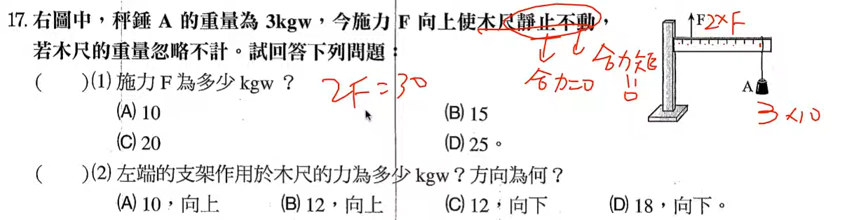 17. 右圖中，秤錘 A 的重量為 3kgw，今施力 F 向上使木尺靜止不動，
若木尺的重量忽略不計。試回答下列問題：
(　　)(1) 施力 F 為多少 kgw？
(A) 10　(B) 15
(C) 20　(D) 25。
(　　)(2) 左端的支架作用於木尺的力為多少 kgw？方向為何？
(A) 10，向上　(B) 12，向上　(C) 12，向下　(D) 18，向下。
F 2×F
A
3×10
2F=30
合力=0
合力矩=0